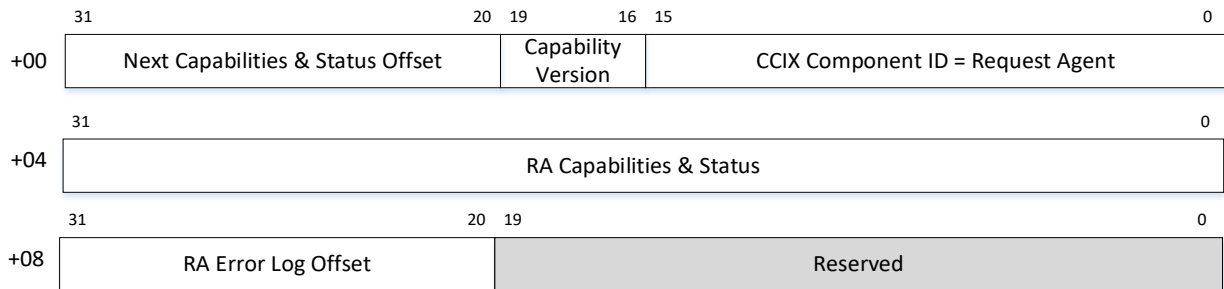 31 20 19 16 15 0
+00 Next Capabilities & Status Offset Capability Version CCIX Component ID = Request Agent
31 0
+04 RA Capabilities & Status
31 20 19 0
+08 RA Error Log Offset Reserved